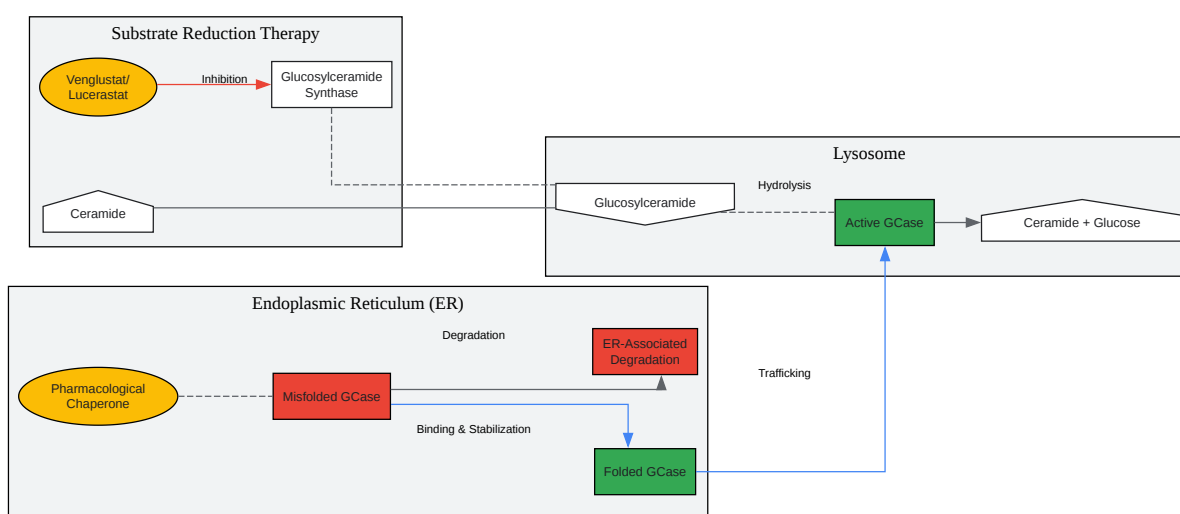 Substrate Reduction Therapy
Venglustat/
Lucerastat
Inhibition
Glucosylceramide
Synthase
Ceramide
Lysosome
Glucosylceramide
Hydrolysis
Active GCase
Ceramide + Glucose
Endoplasmic Reticulum (ER)
Degradation
ER-Associated
Degradation
Pharmacological
Chaperone
Misfolded GCase
Binding & Stabilization
Folded GCase
Trafficking